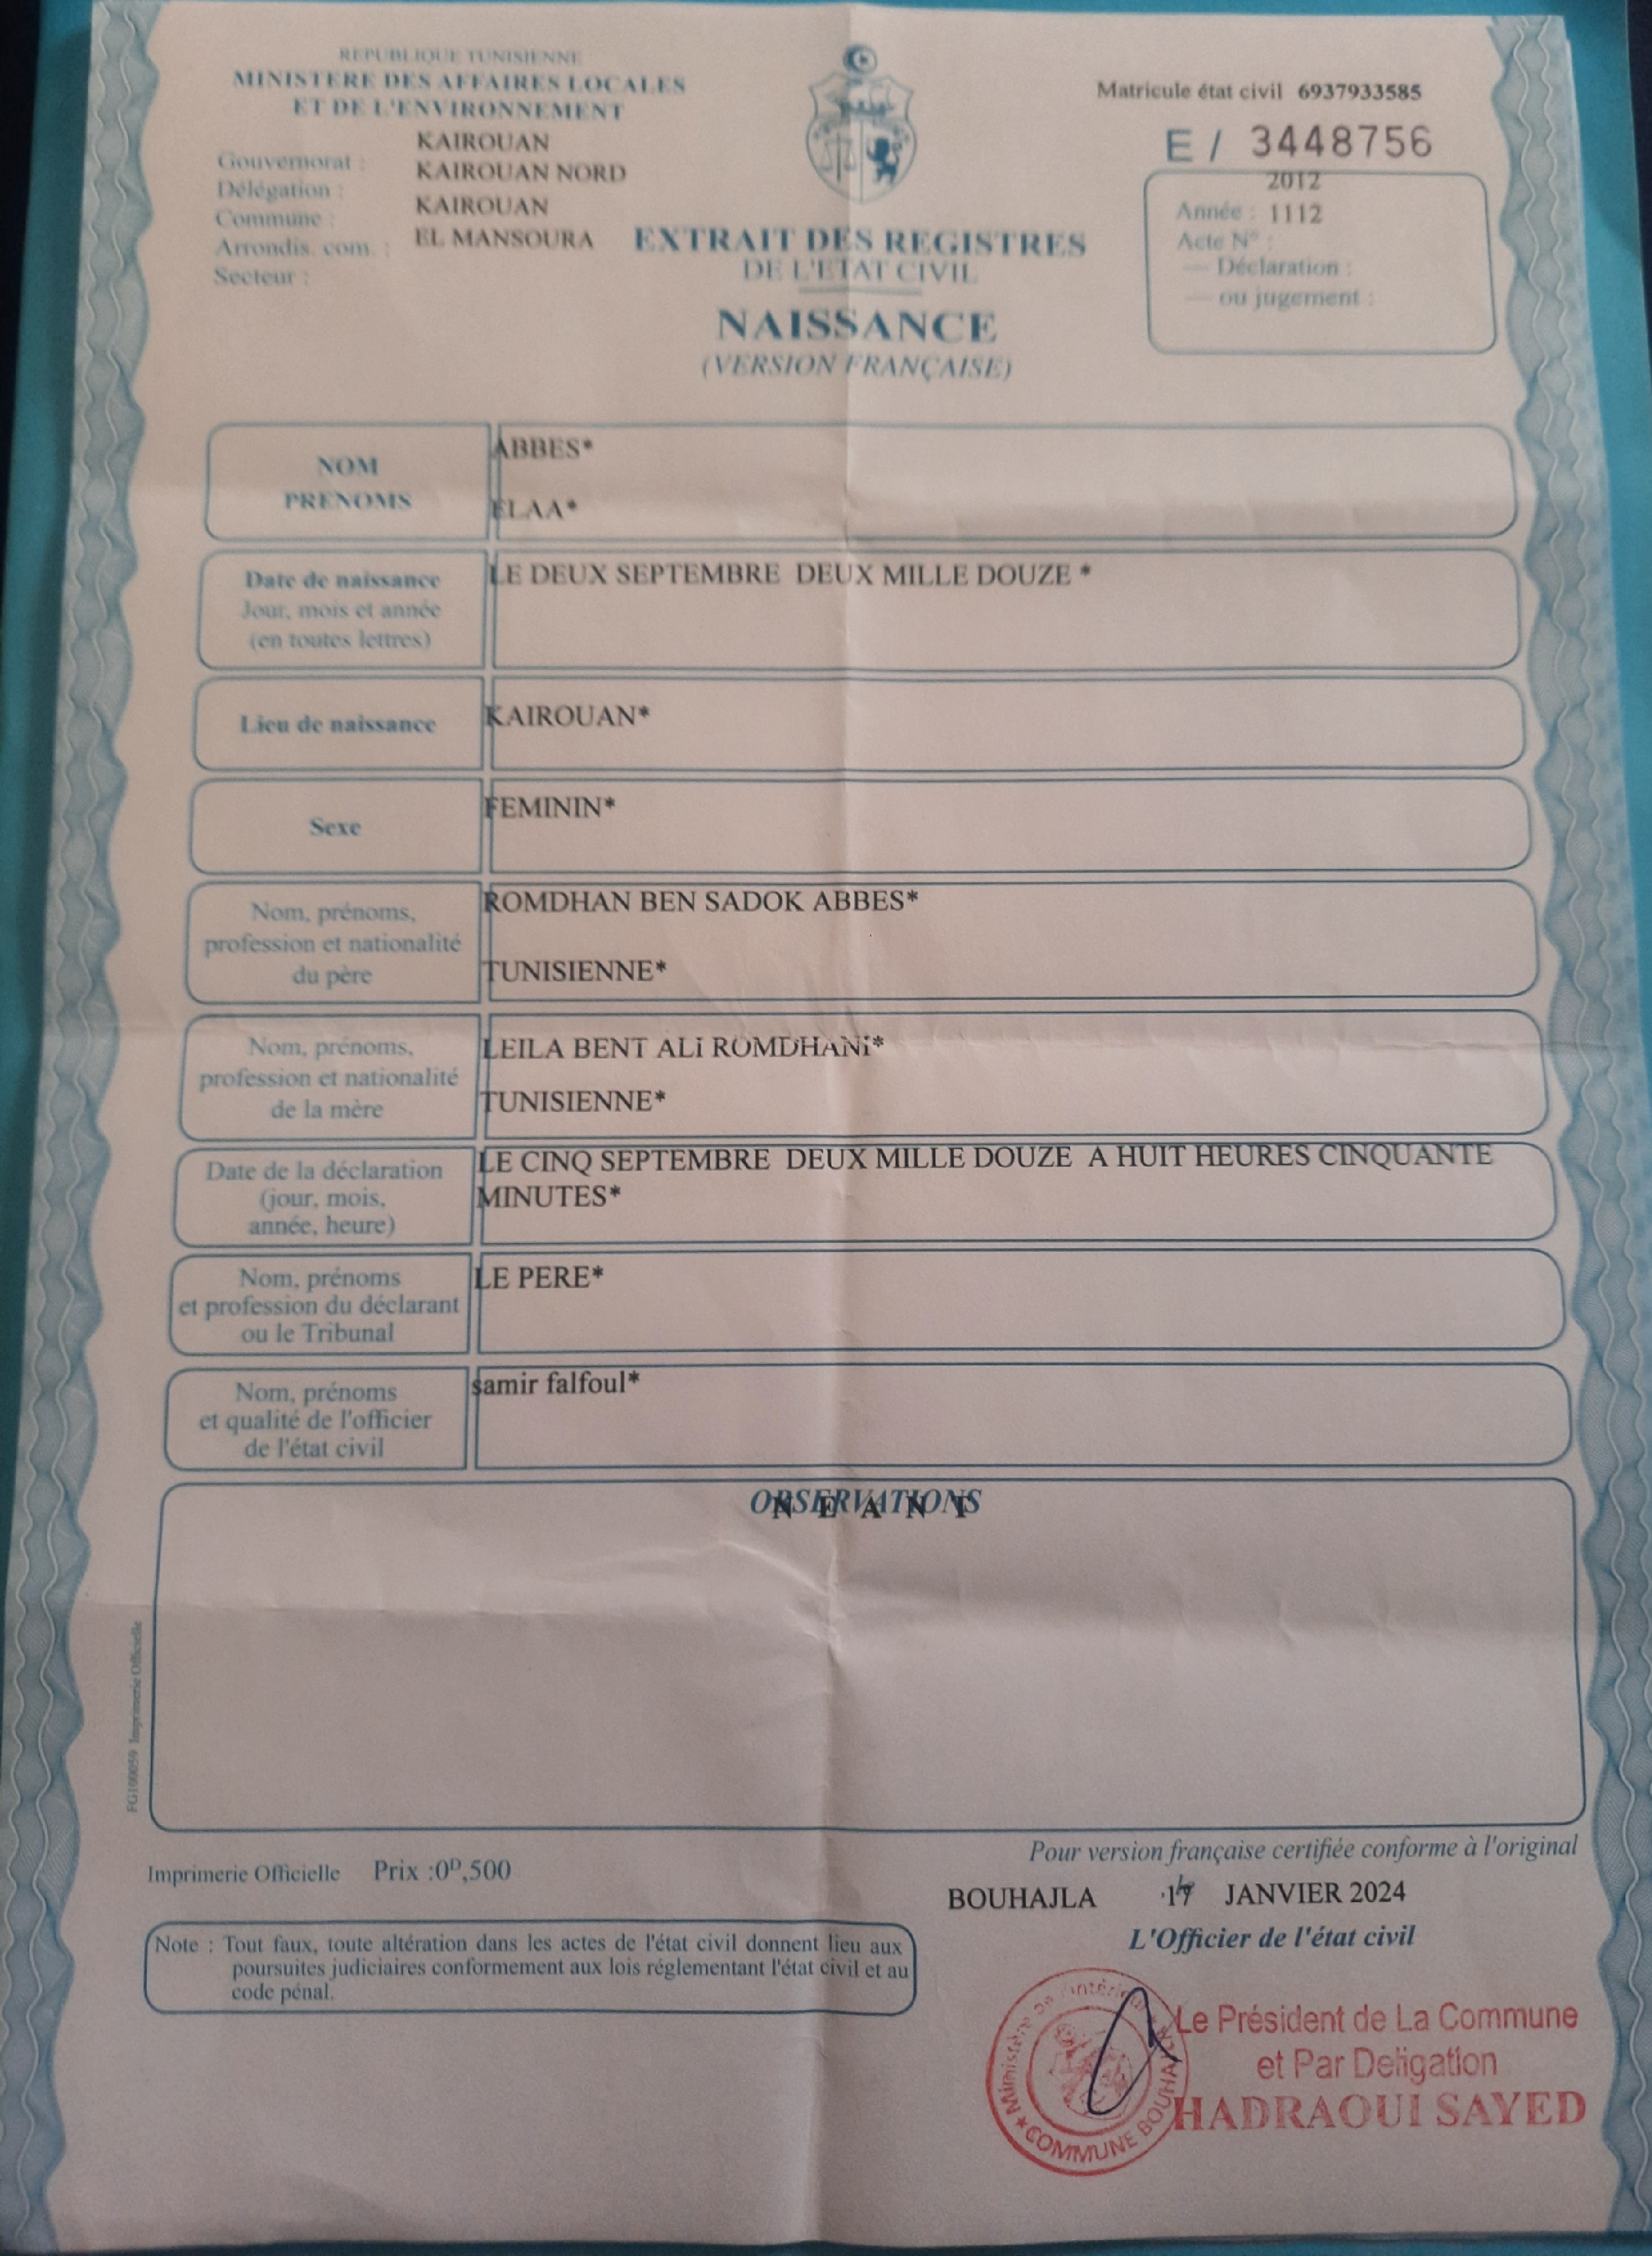 REPUBLIQUE TUNISIENNE
MINISTERE DES AFFAIRES LOCALES
ET DE L'ENVIRONNEMENT
Gouvernorat : KAIROUAN
Délégation : KAIROUAN NORD
Commune : KAIROUAN
Arrondis. com. : EL MANSOURA
Secteur :
Matricule état civil 6937933585
E / 3448756
2012
Année : 1112
Acte N° :
— Déclaration :
— ou jugement :
EXTRAIT DES REGISTRES
DE L'ETAT CIVIL
NAISSANCE
(VERSION FRANÇAISE)
NOM
PRENOMS
ABBES*
ELAA*
Date de naissance
Jour, mois et année
(en toutes lettres)
LE DEUX SEPTEMBRE DEUX MILLE DOUZE *
Lieu de naissance
KAIROUAN*
Sexe
FEMININ*
Nom, prénoms,
profession et nationalité
du père
ROMDHAN BEN SADOK ABBES*
TUNISIENNE*
Nom, prénoms,
profession et nationalité
de la mère
LEILA BENT ALi ROMDHANi*
TUNISIENNE*
Date de la déclaration
(jour, mois,
année, heure)
LE CINQ SEPTEMBRE DEUX MILLE DOUZE A HUIT HEURES CINQUANTE
MINUTES*
Nom, prénoms
et profession du déclarant
ou le Tribunal
LE PERE*
Nom, prénoms
et qualité de l'officier
de l'état civil
samir falfoul*
OBSERVATIONS
N E A N T
FG100059 Imprimerie Officielle
Pour version française certifiée conforme à l'original
Imprimerie Officielle Prix :0ᴰ,500
BOUHAJLA JANVIER 2024
L'Officier de l'état civil
Note : Tout faux, toute altération dans les actes de l'état civil donnent lieu aux
poursuites judiciaires conformement aux lois réglementant l'état civil et au
code pénal.
Ministère de l'intérieur
COMMUNE BOUHAJLA
Le Président de La Commune
et Par Deligation
HADRAOUI SAYED